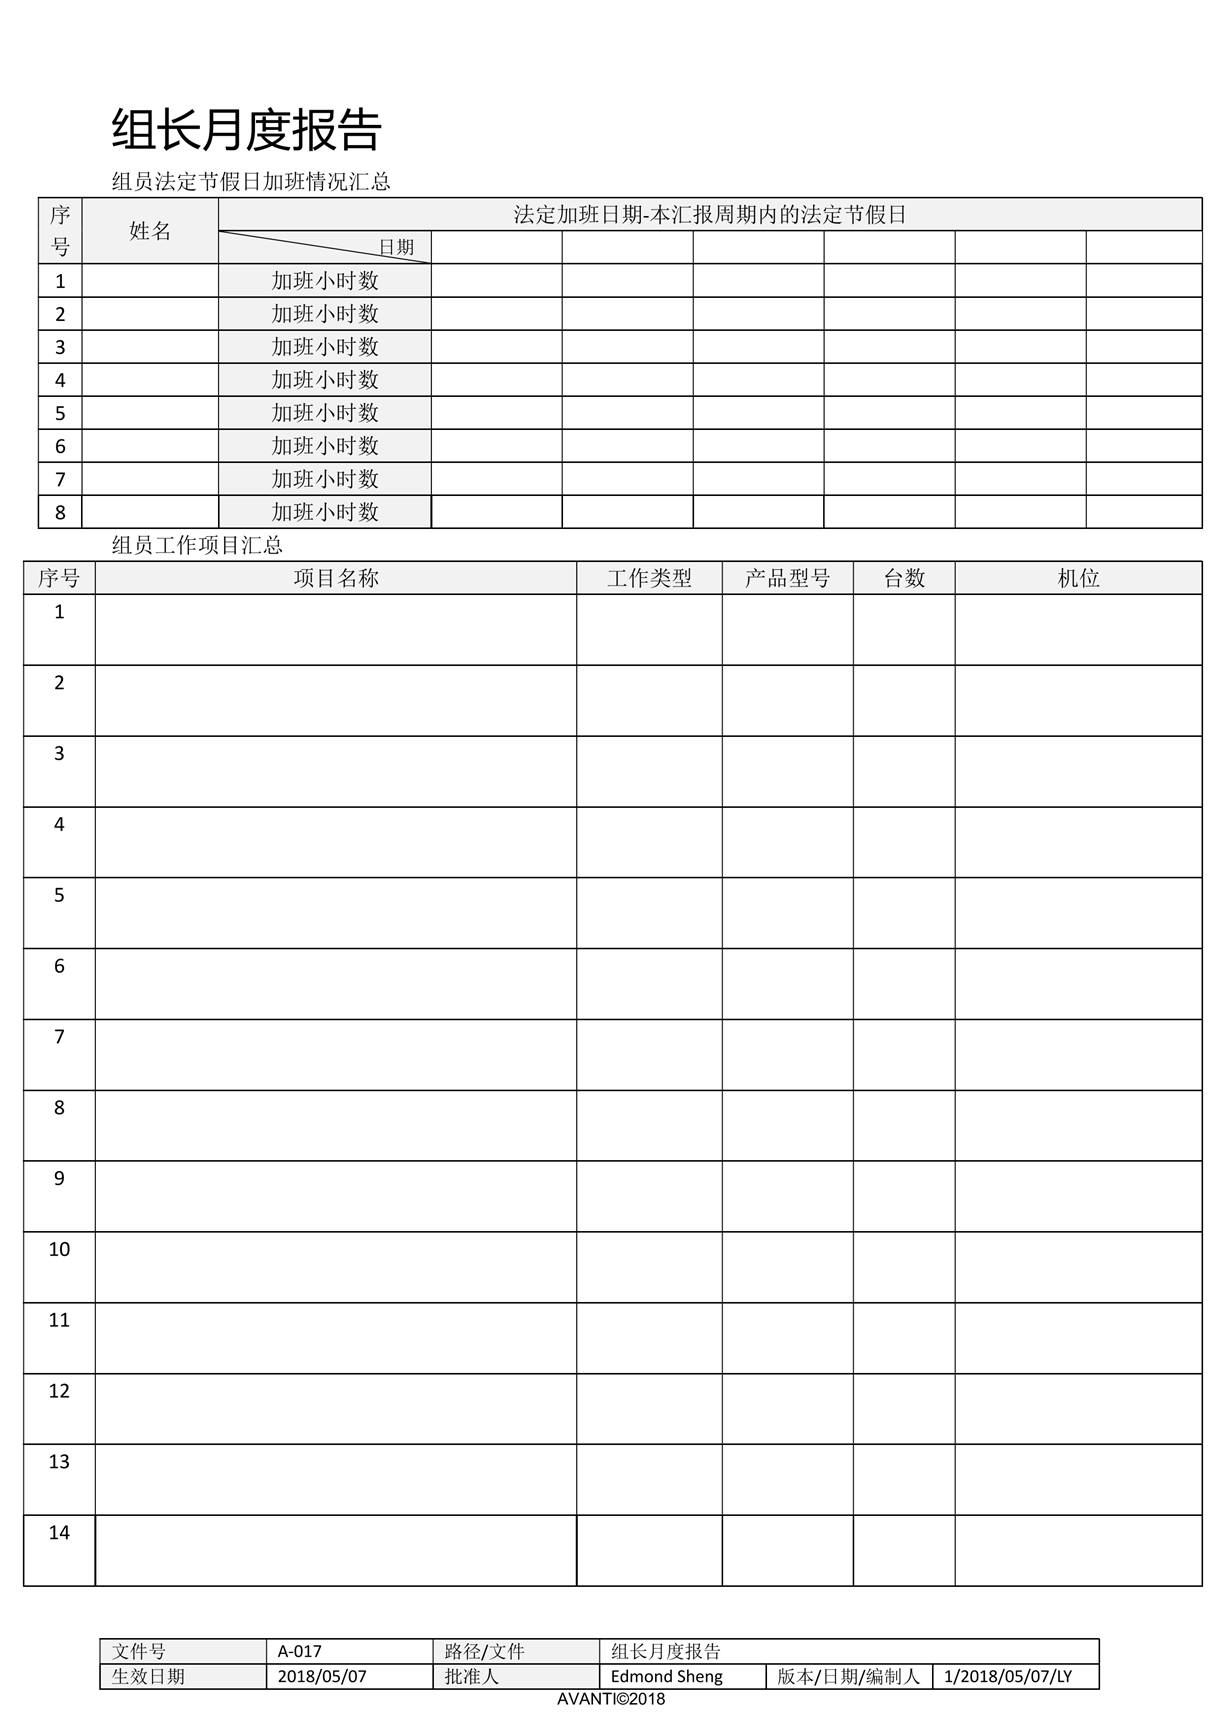 组长月度报告
组员法定节假日加班情况汇总
序号 姓名 法定加班日期-本汇报周期内的法定节假日
日期
1 加班小时数
2 加班小时数
3 加班小时数
4 加班小时数
5 加班小时数
6 加班小时数
7 加班小时数
8 加班小时数
组员工作项目汇总
序号 项目名称 工作类型 产品型号 台数 机位
1
2
3
4
5
6
7
8
9
10
11
12
13
14
文件号 A-017 路径/文件 组长月度报告
生效日期 2018/05/07 批准人 Edmond Sheng 版本/日期/编制人 1/2018/05/07/LY
AVANTI©2018